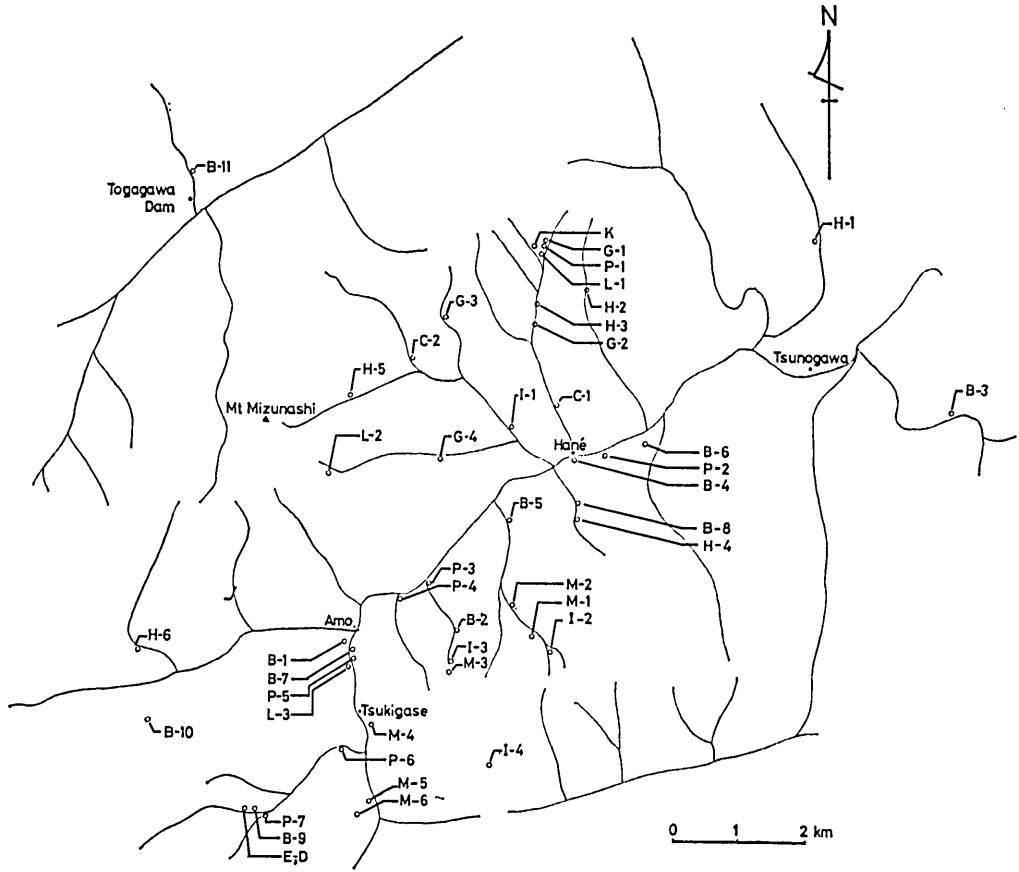 N
B-11
Togagawa
Dam
H-1
K
G-1
P-1
L-1
H-2
H-3
G-2
G-3
C-2
H-5
Tsunogawa
B-3
Mt Mizunashi
I-1
C-1
L-2
G-4
Hané
B-6
P-2
B-4
B-5
B-8
H-4
P-3
P-4
M-2
M-1
I-2
B-2
Amo
H-6
I-3
M-3
B-1
B-7
P-5
L-3
Tsukigase
B-10
M-4
P-6
I-4
M-5
M-6
P-7
B-9
E,D
0 1 2 km